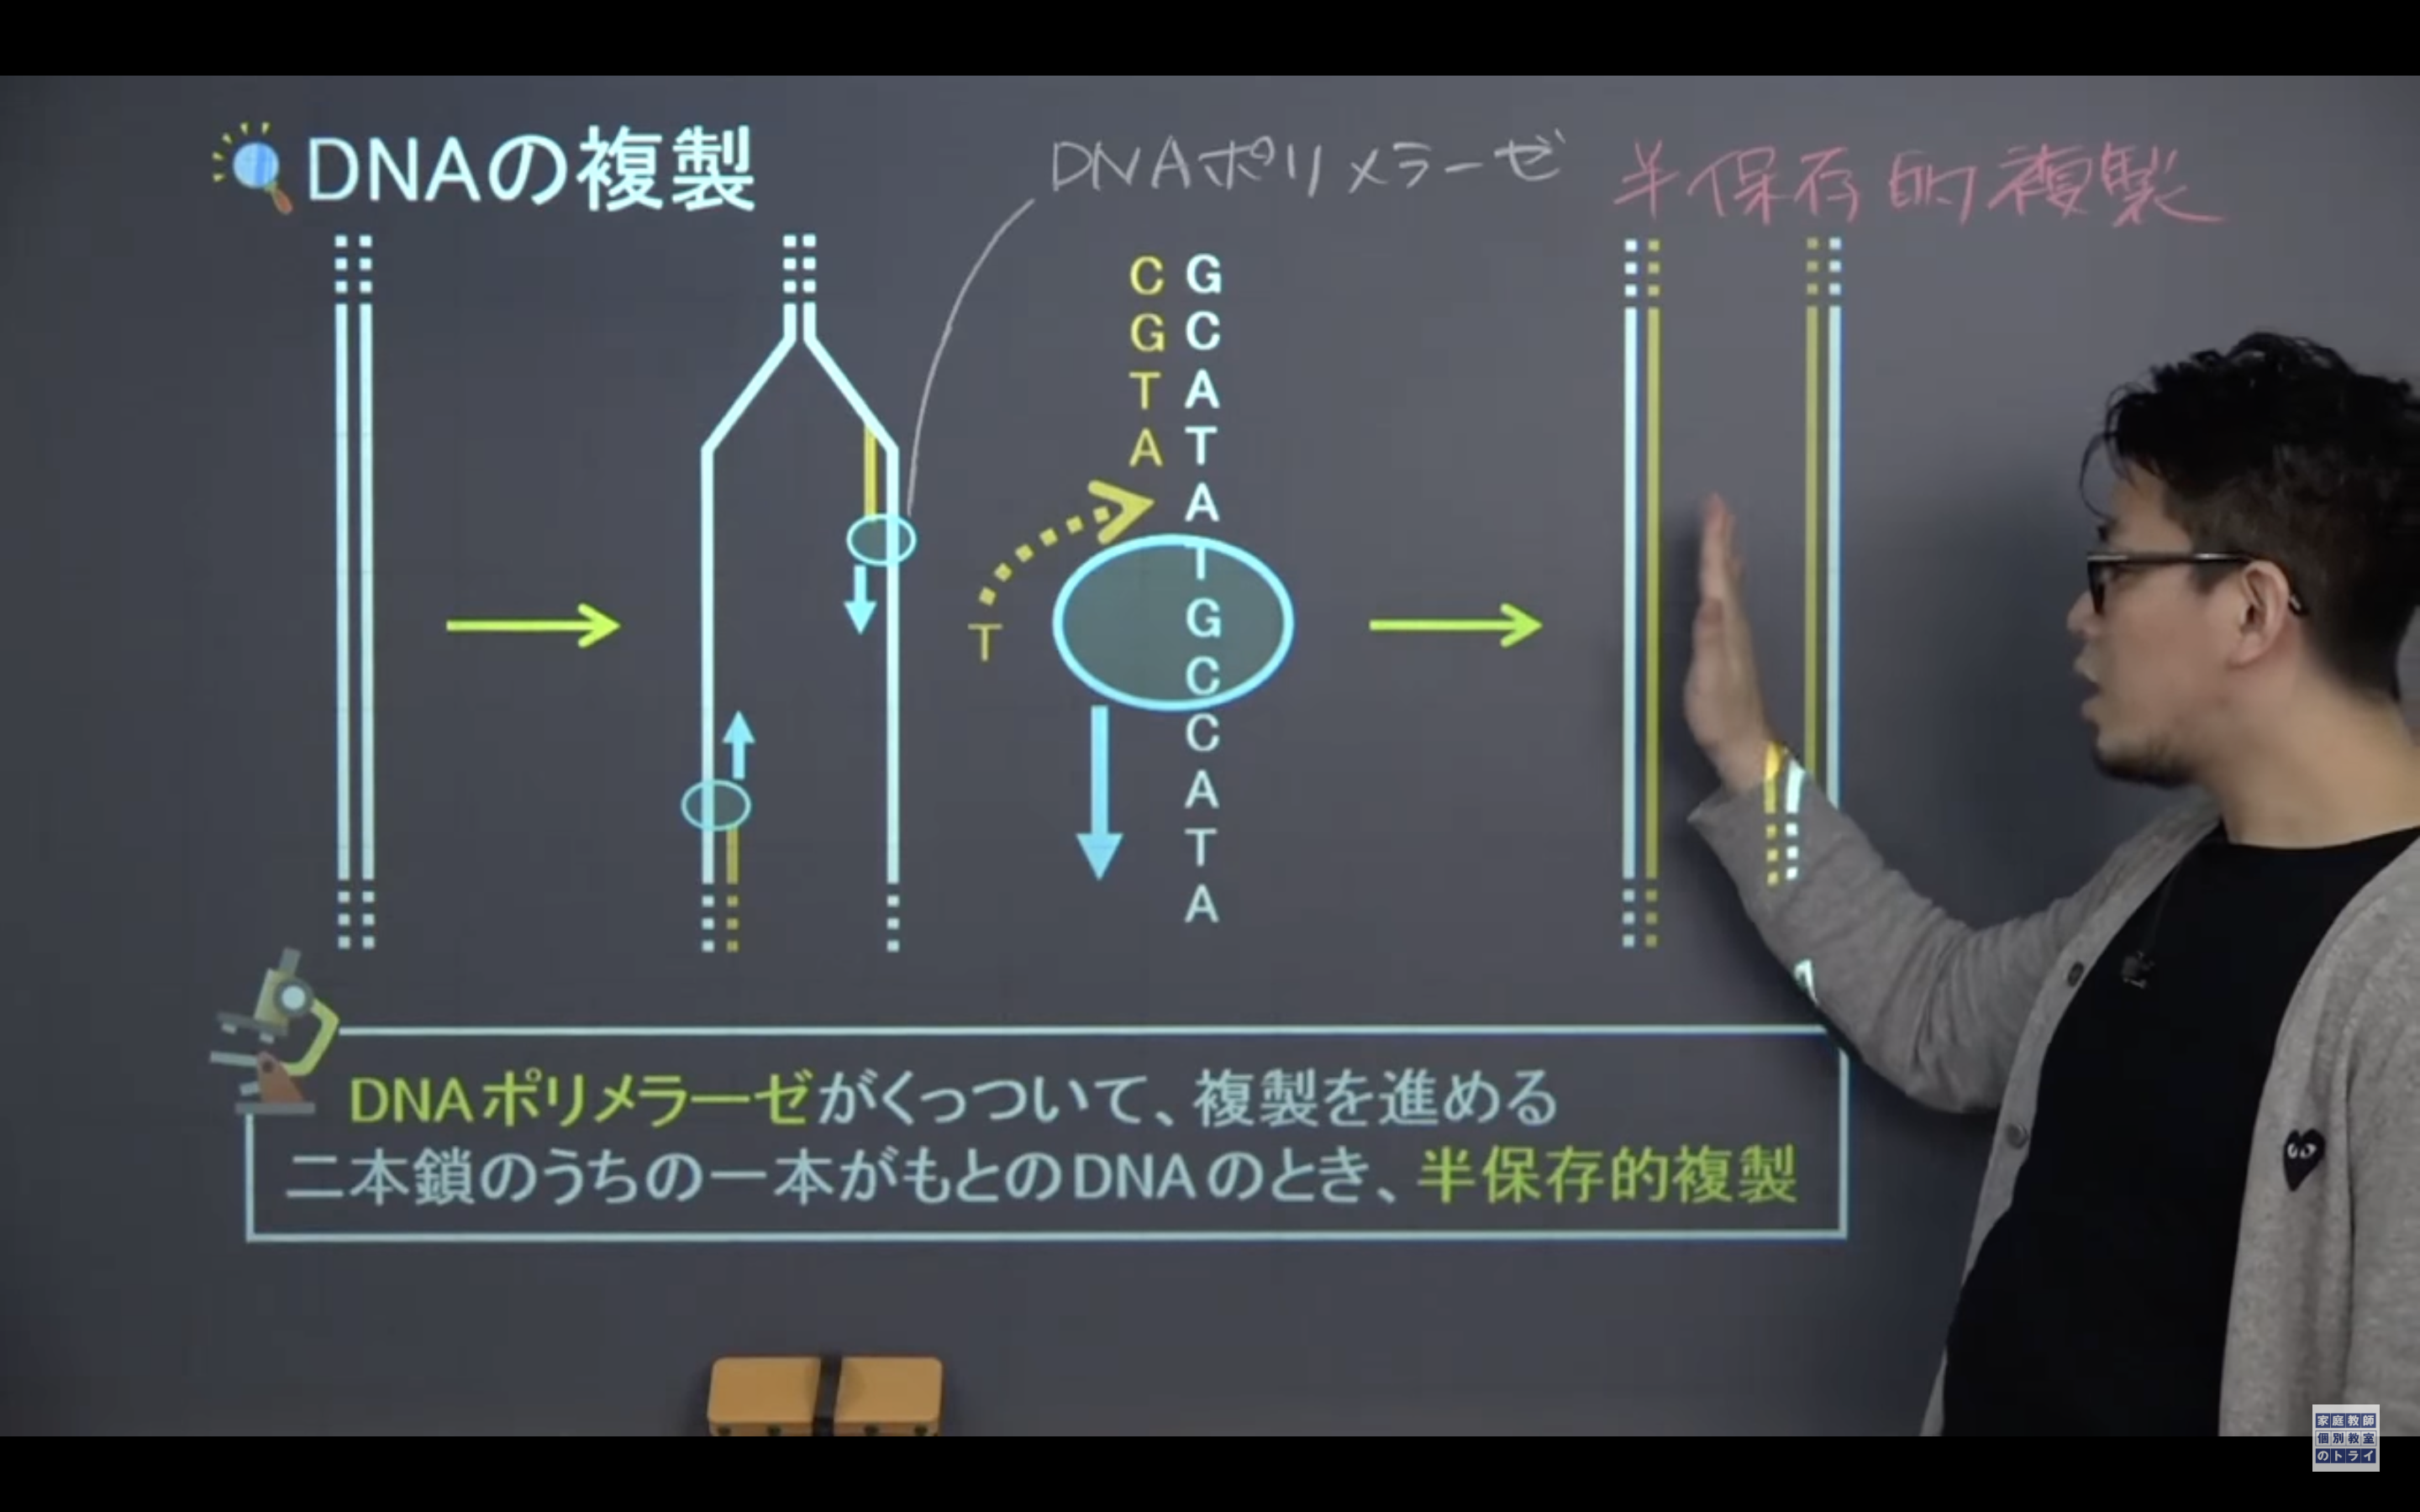 DNAの複製
DNAポリメラーゼ
半保存的複製
C G
G C
T A
A T
A
T
T
G
C
C
A
T
A
DNAポリメラーゼがくっついて、複製を進める
二本鎖のうちの一本がもとのDNAのとき、半保存的複製
家庭教師
個別教室
のトライ